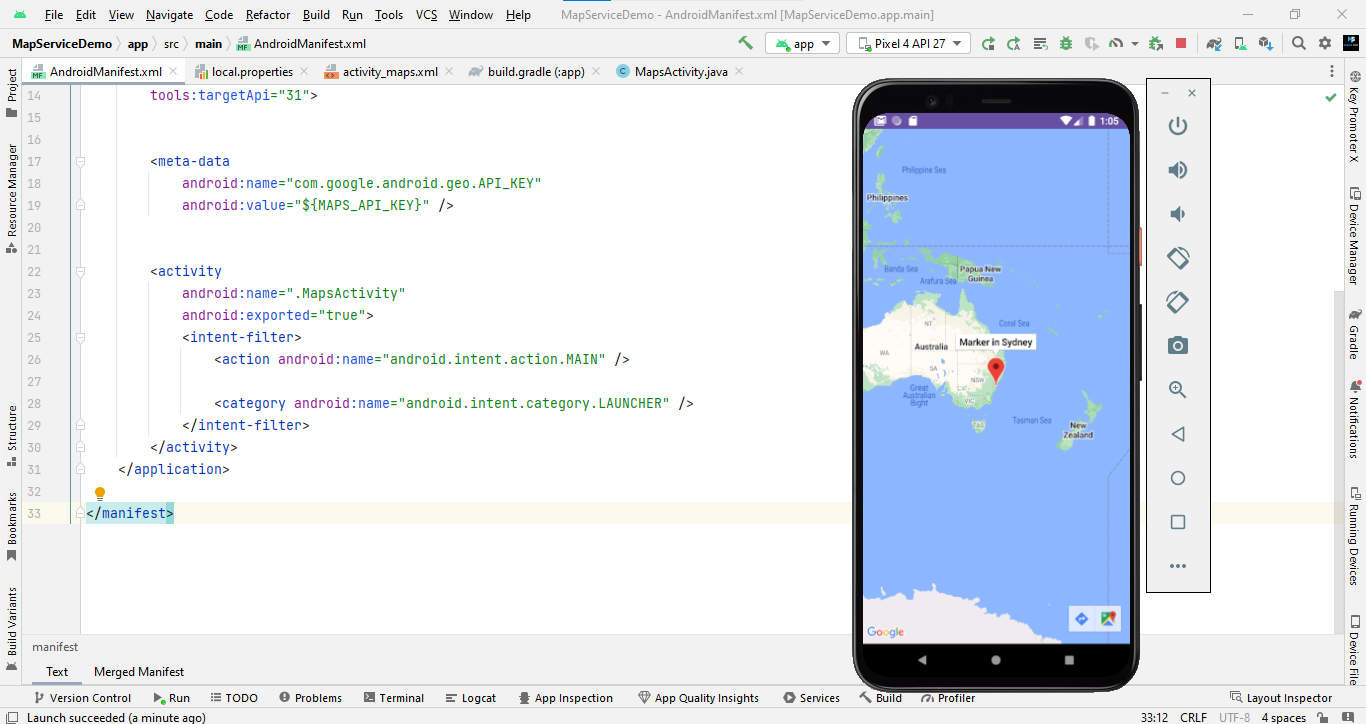 File Edit View Navigate Code Refactor Build Run Tools VCS Window Help MapServiceDemo - AndroidManifest.xml [MapServiceDemo.app.main]
MapServiceDemo app src main AndroidManifest.xml app Pixel 4 API 27
AndroidManifest.xml local.properties activity_maps.xml build.gradle (:app) MapsActivity.java
Project
Resource Manager
Structure
Bookmarks
Build Variants
14 tools:targetApi="31">
15
16
17 <meta-data
18 android:name="com.google.android.geo.API_KEY"
19 android:value="${MAPS_API_KEY}" />
20
21
22 <activity
23 android:name=".MapsActivity"
24 android:exported="true">
25 <intent-filter>
26 <action android:name="android.intent.action.MAIN" />
27
28 <category android:name="android.intent.category.LAUNCHER" />
29 </intent-filter>
30 </activity>
31 </application>
32
33 </manifest>
1:05
Philippine Sea
Philippines
Banda Sea
Papua New
Guinea
Arafura Sea
Coral Sea
NT
Australia
Marker in Sydney
WA
SA
NSW
Great
Australian
Bight
VIC
TAS
Tasman Sea
New
Zealand
Google
Key Promoter X
Device Manager
Gradle
Notifications
Running Devices
Device File
manifest
Text Merged Manifest
Version Control Run TODO Problems Terminal Logcat App Inspection App Quality Insights Services Build Profiler Layout Inspector
Launch succeeded (a minute ago) 33:12 CRLF UTF-8 4 spaces